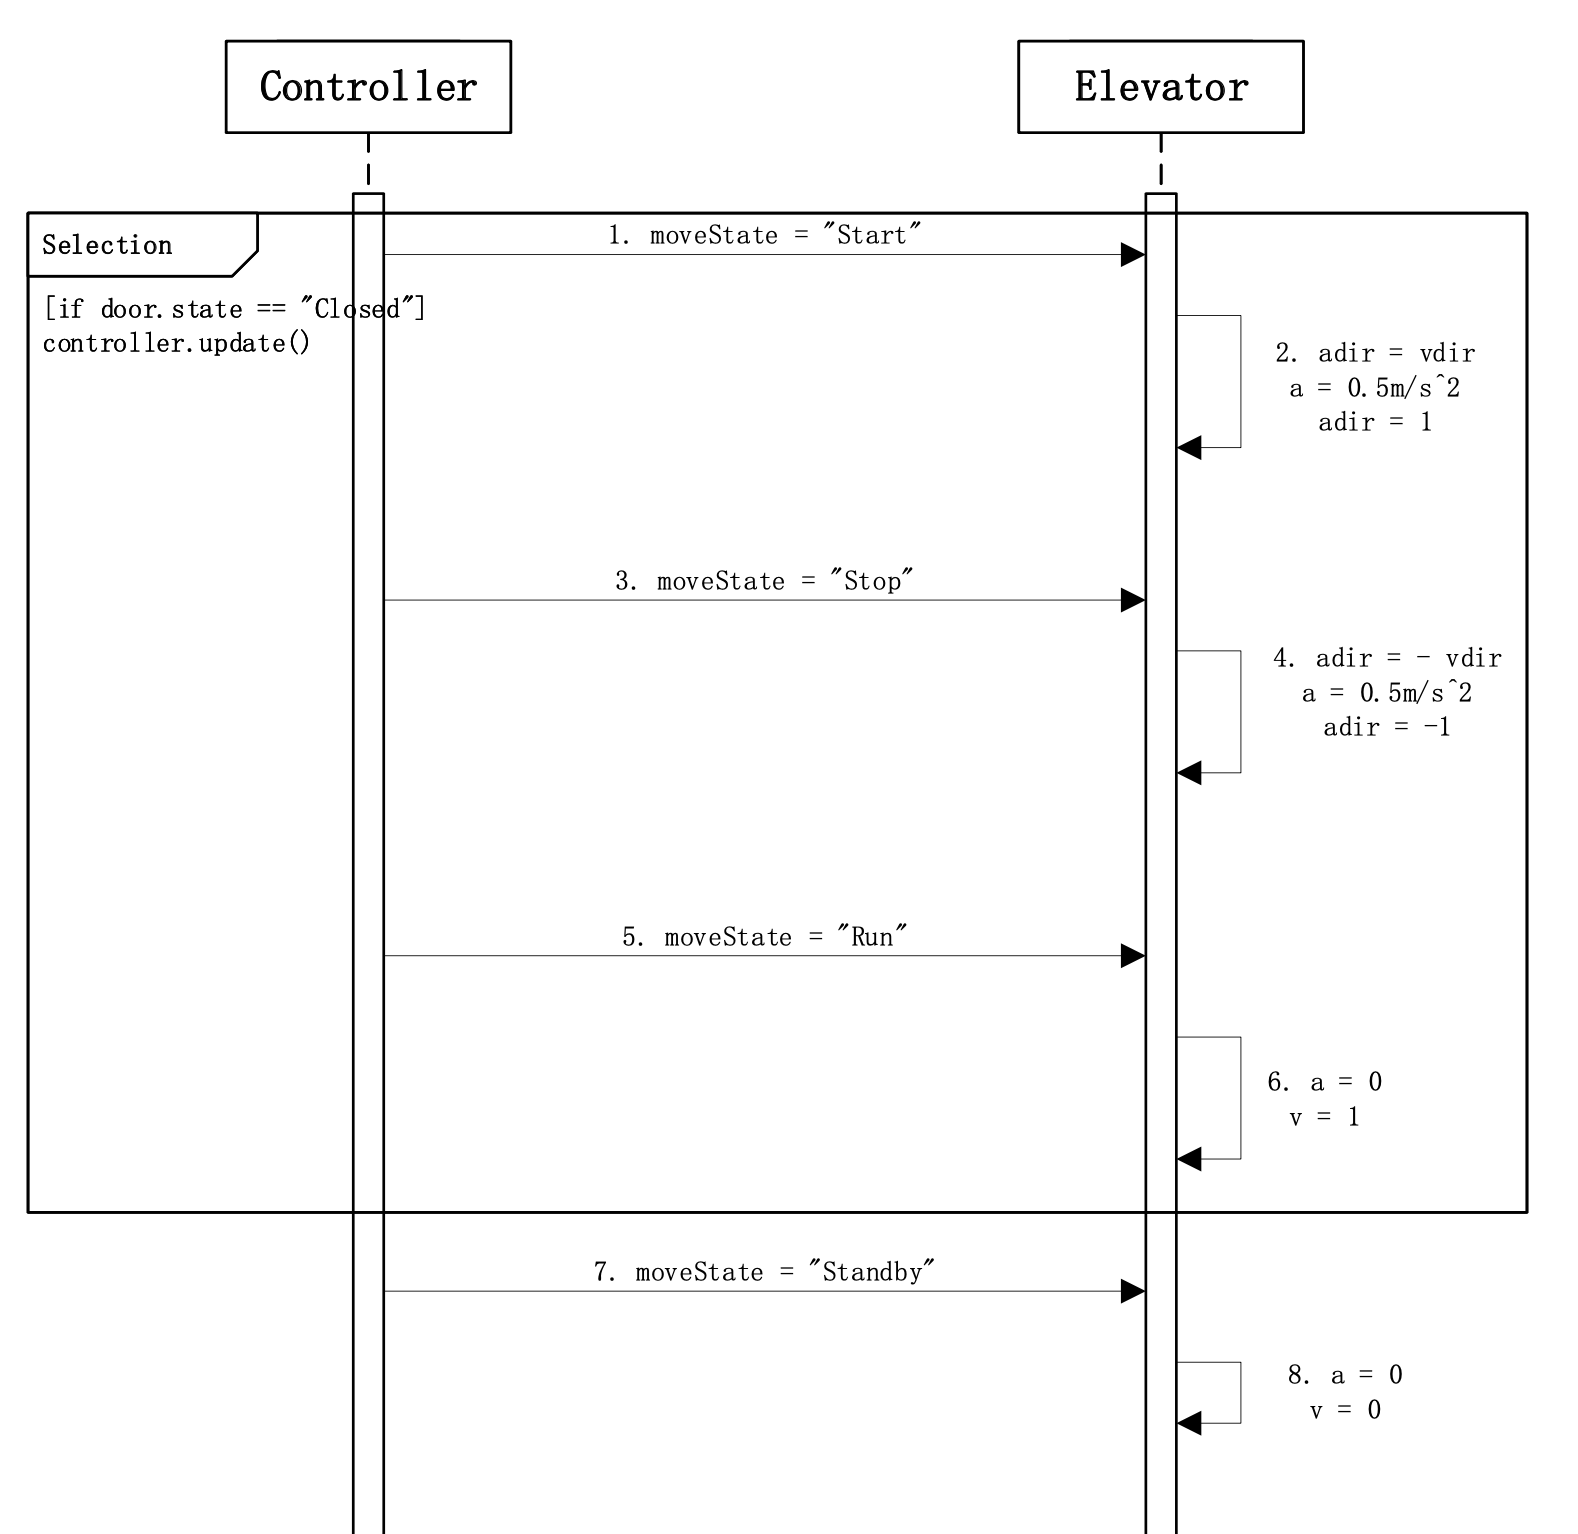 Controller
Elevator
Selection
1. moveState = "Start"
[if door.state == "Closed"]
controller.update()
2. adir = vdir
a = 0.5m/s^2
adir = 1
3. moveState = "Stop"
4. adir = - vdir
a = 0.5m/s^2
adir = -1
5. moveState = "Run"
6. a = 0
v = 1
7. moveState = "Standby"
8. a = 0
v = 0